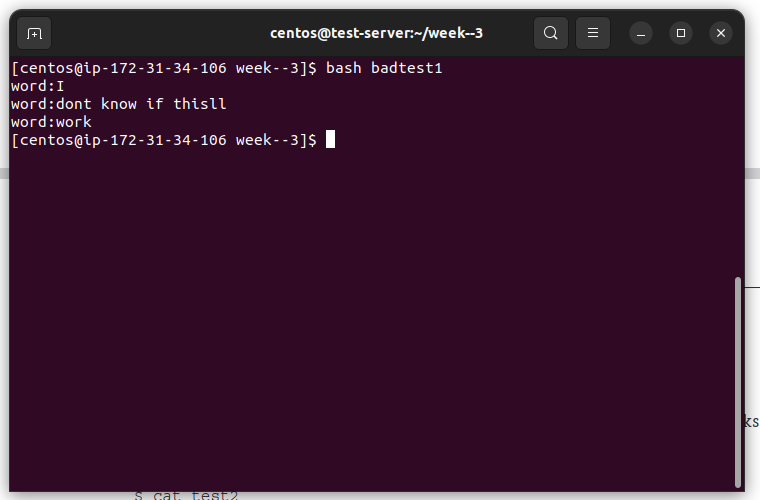 centos@test-server:~/week--3
[centos@ip-172-31-34-106 week--3]$ bash badtest1
word:I
word:dont know if thisll
word:work
[centos@ip-172-31-34-106 week--3]$
ks
$ cat test2